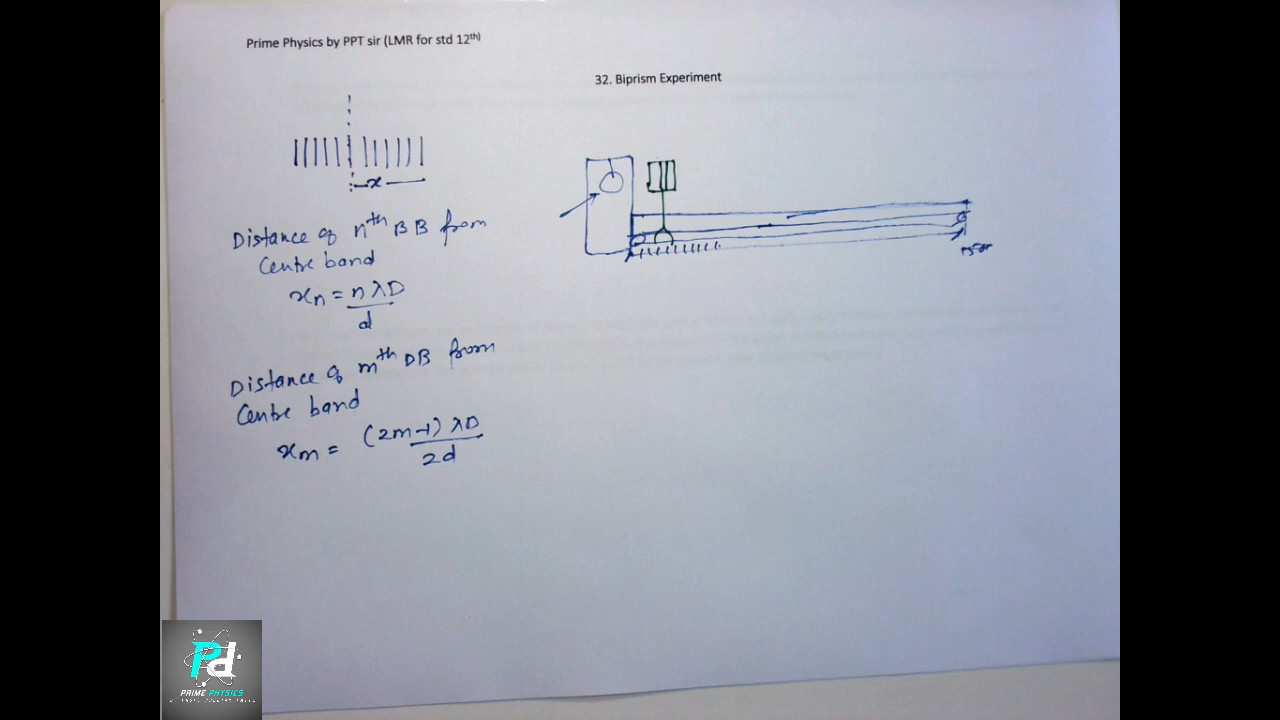 Prime Physics by PPT sir (LMR for std 12th)
32. Biprism Experiment
x
Distance of nth BB from
Centre band
xn = nλD
d
Distance of mth DB from
Centre band
xm = (2m-1) λD
2d
Pd
PRIME PHYSICS